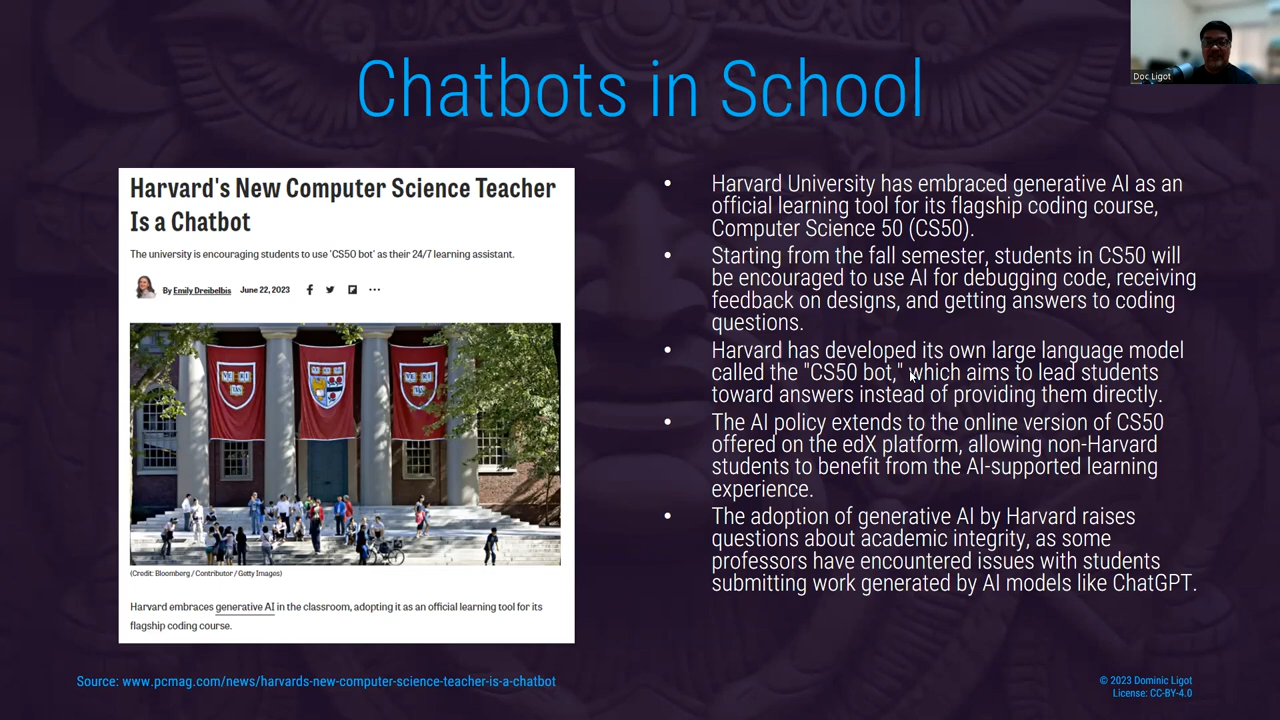 Doc Ligot
Chatbots in School
Harvard's New Computer Science Teacher
Is a Chatbot
The university is encouraging students to use 'CS50 bot' as their 24/7 learning assistant.
By Emily Dreibelbis June 22, 2023
(Credit: Bloomberg / Contributor / Getty Images)
Harvard embraces generative AI in the classroom, adopting it as an official learning tool for its
flagship coding course.
• Harvard University has embraced generative AI as an
official learning tool for its flagship coding course,
Computer Science 50 (CS50).
• Starting from the fall semester, students in CS50 will
be encouraged to use AI for debugging code, receiving
feedback on designs, and getting answers to coding
questions.
• Harvard has developed its own large language model
called the "CS50 bot," which aims to lead students
toward answers instead of providing them directly.
• The AI policy extends to the online version of CS50
offered on the edX platform, allowing non-Harvard
students to benefit from the AI-supported learning
experience.
• The adoption of generative AI by Harvard raises
questions about academic integrity, as some
professors have encountered issues with students
submitting work generated by AI models like ChatGPT.
Source: www.pcmag.com/news/harvards-new-computer-science-teacher-is-a-chatbot
© 2023 Dominic Ligot
License: CC-BY-4.0